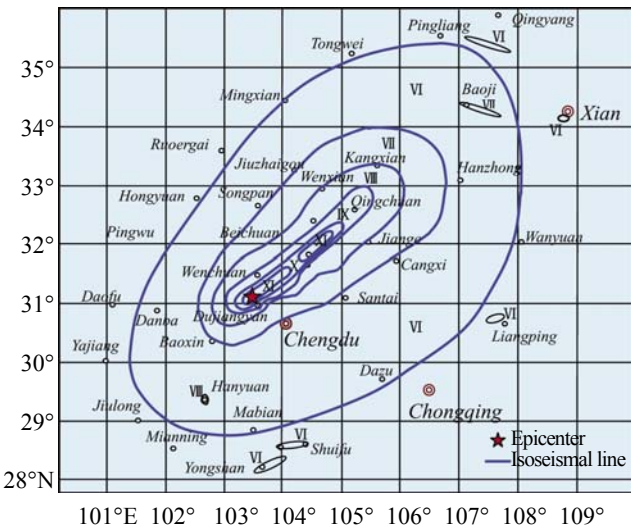 Qingyang
Pingliang
VI
Tongwei
35°
VI
Baoji
Mingxian
VII
Xian
34°
VI
Ruoergai
VII
Jiuzhaigou
Kangxian
Hanzhong
33°
Wenxian
VIII
Hongyuan
Songpan
Qingchuan
IX
Pingwu
Beichuan
XI
Jiange
Wanyuan
32°
Wenchuan
X
Cangxi
XI
Daofu
Santai
31°
Danba
Dujiangyan
VI
VI
Baoxin
Chengdu
Liangping
Yajiang
30°
Dazu
VIII
Hanyuan
Jiulong
Chongqing
29°
Mabian
Mianning
VI
Shuifu
Epicenter
VI
Yongshan
Isoseismal line
28°N
101°E 102° 103° 104° 105° 106° 107° 108° 109°